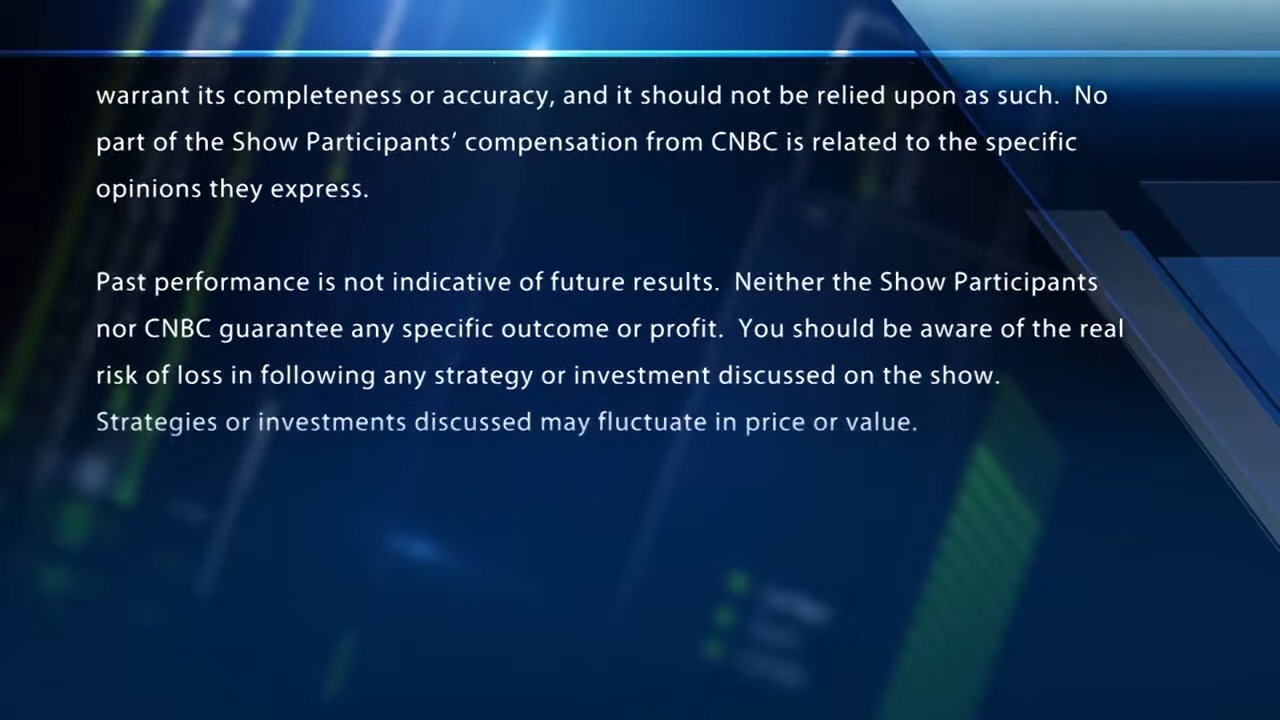 warrant its completeness or accuracy, and it should not be relied upon as such.  No
part of the Show Participants’ compensation from CNBC is related to the specific
opinions they express.
Past performance is not indicative of future results.  Neither the Show Participants
nor CNBC guarantee any specific outcome or profit.  You should be aware of the real
risk of loss in following any strategy or investment discussed on the show.
Strategies or investments discussed may fluctuate in price or value.